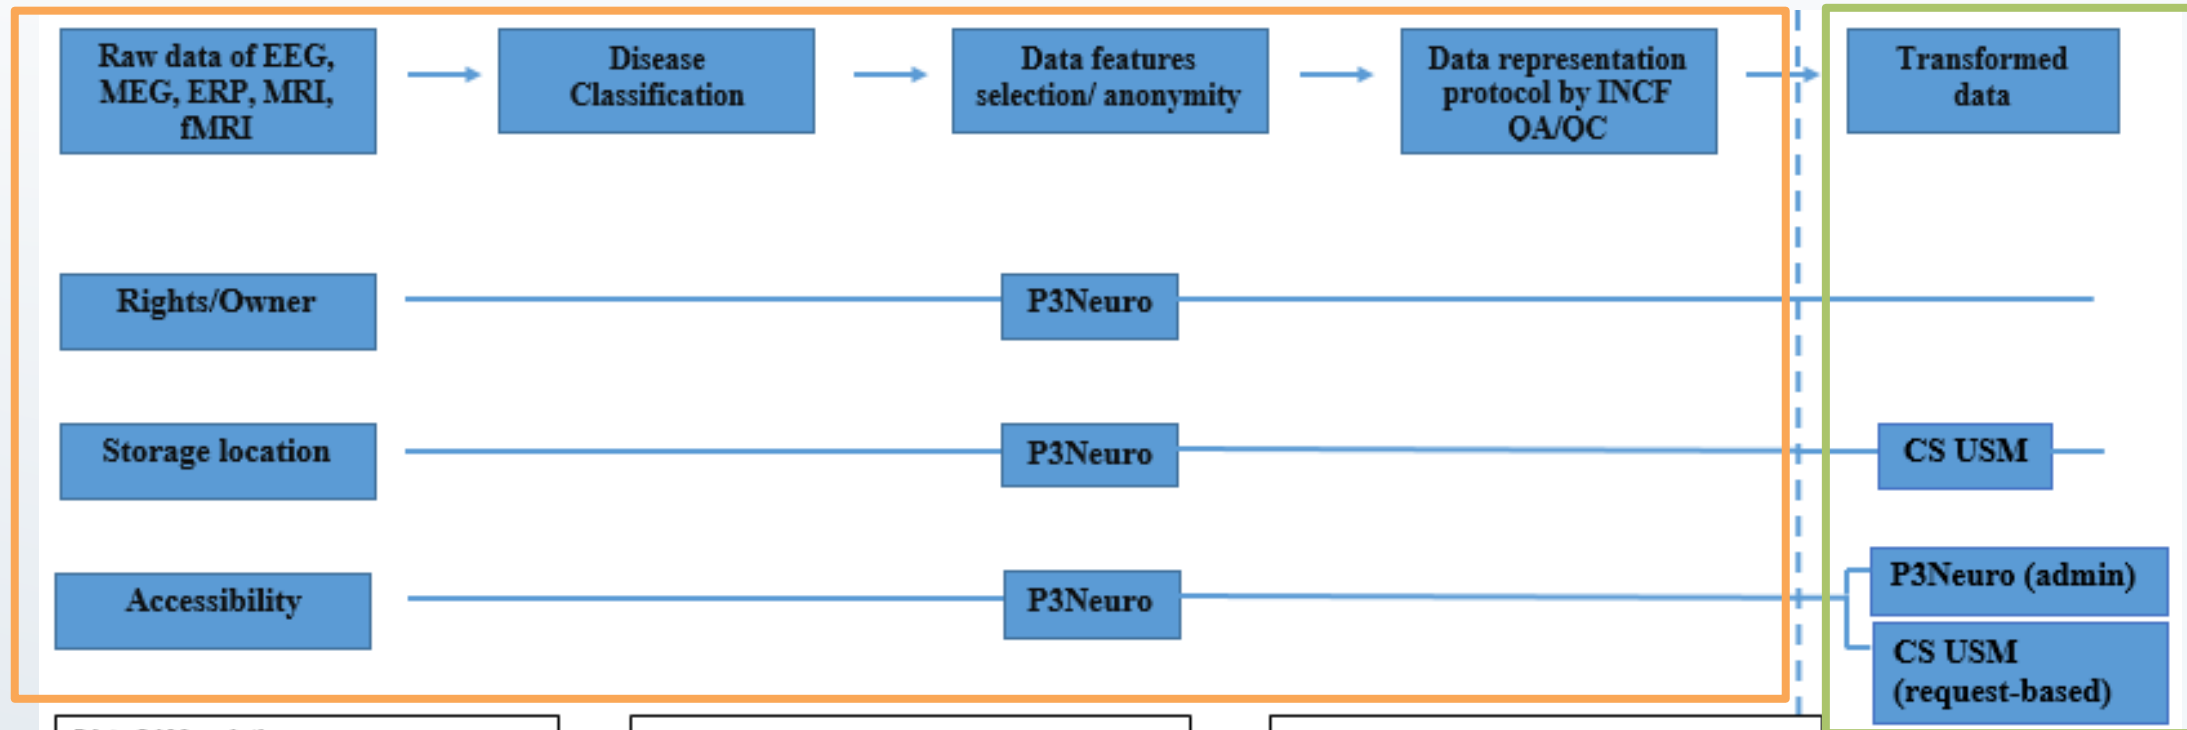 Raw data of EEG,
MEG, ERP, MRI,
fMRI
Disease
Classification
Data features
selection/ anonymity
Data representation
protocol by INCF
QA/QC
Transformed
data
Rights/Owner
P3Neuro
Storage location
P3Neuro
CS USM
Accessibility
P3Neuro
P3Neuro (admin)
CS USM
(request-based)